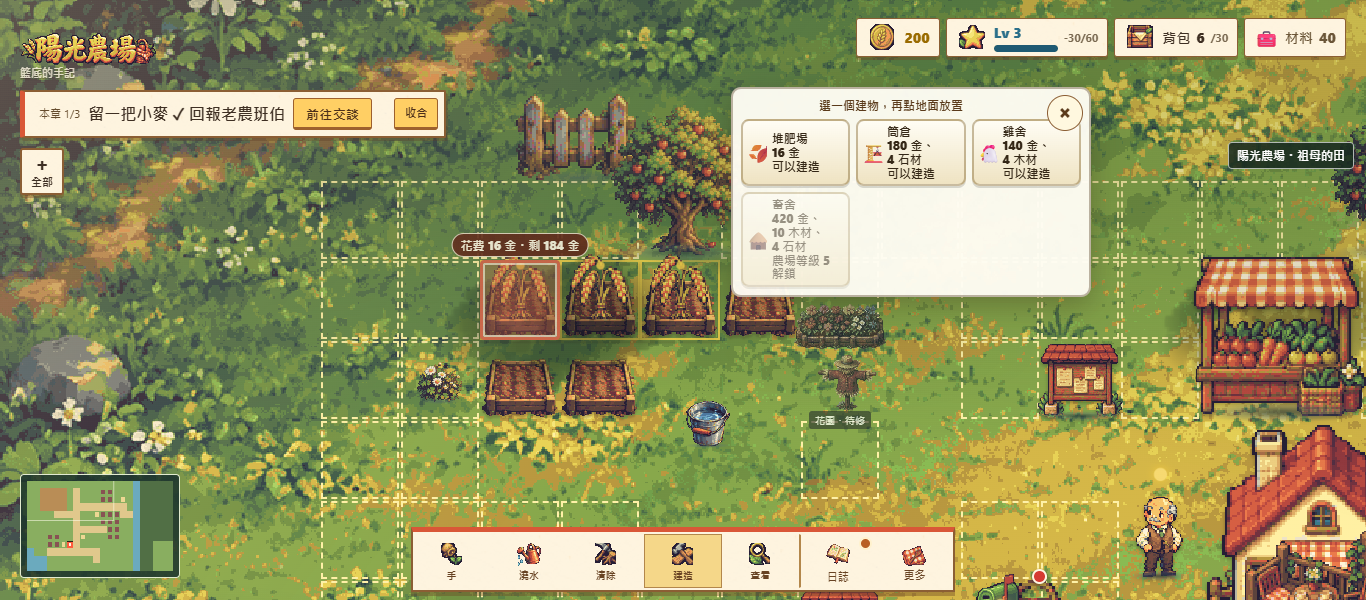 陽光農場
籃底的手記
本章 1/3 留一把小麥 ✓ 回報老農班伯 前往交談 收合
+
全部
200
Lv 3 -30/60
背包 6 /30
材料 40
選一個建物，再點地面放置
×
堆肥場
16 金
可以建造
筒倉
180 金、
4 石材
可以建造
雞舍
140 金、
4 木材
可以建造
畜舍
420 金、
10 木材、
4 石材
農場等級 5
解鎖
陽光農場 · 祖母的田
花費 16 金 · 剩 184 金
花圃 · 待修
手
澆水
清除
建造
查看
日誌
更多